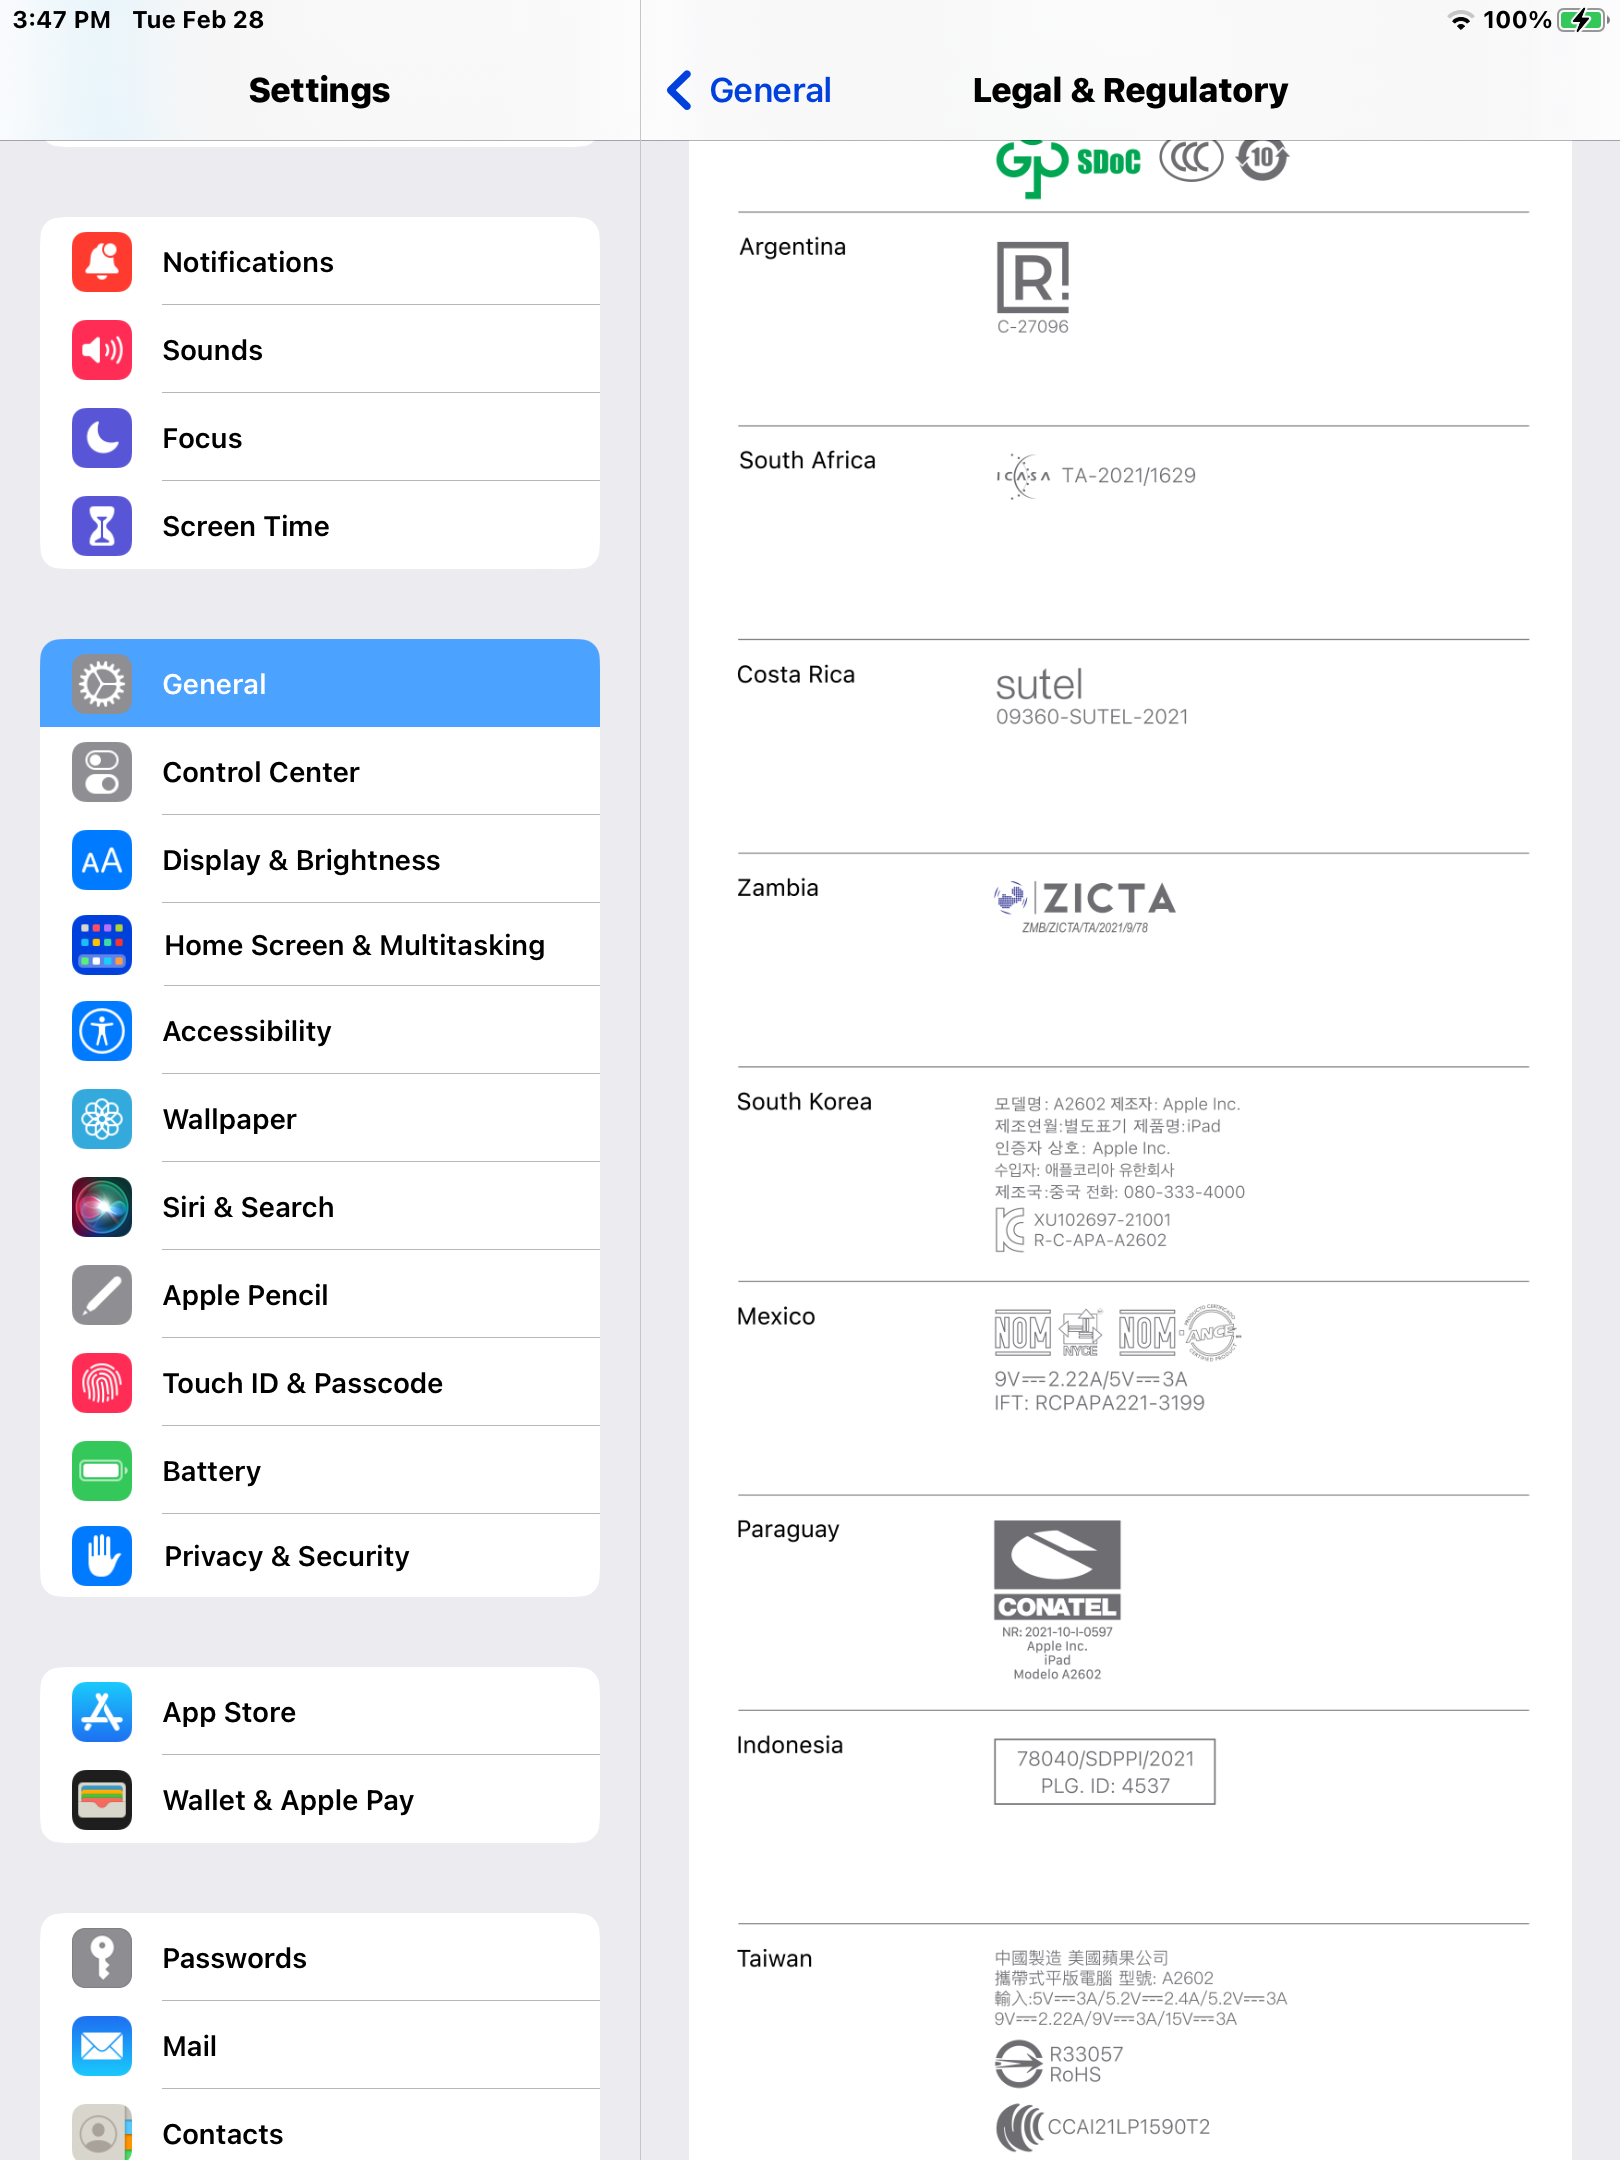 3:47 PM Tue Feb 28
100%
Settings
General
Legal & Regulatory
Notifications
Sounds
Focus
Screen Time
General
Control Center
AA
Display & Brightness
Home Screen & Multitasking
Accessibility
Wallpaper
Siri & Search
Apple Pencil
Touch ID & Passcode
Battery
Privacy & Security
App Store
Wallet & Apple Pay
Passwords
Mail
Contacts
Gp SDoC CCC 10
Argentina
R!
C-27096
South Africa
ICASA TA-2021/1629
Costa Rica
sutel
09360-SUTEL-2021
Zambia
ZICTA
ZMB/ZICTA/TA/2021/9/78
South Korea
모델명: A2602 제조자: Apple Inc.
제조연월:별도표기 제품명:iPad
인증자 상호: Apple Inc.
수입자: 애플코리아 유한회사
제조국:중국 전화: 080-333-4000
XU102697-21001
R-C-APA-A2602
Mexico
NOM NYCE NOM ANCE
PRODUCTO CERTIFICADO
CERTIFIED PRODUCT
9V⎓2.22A/5V⎓3A
IFT: RCPAPA221-3199
Paraguay
CONATEL
NR: 2021-10-I-0597
Apple Inc.
iPad
Modelo A2602
Indonesia
78040/SDPPI/2021
PLG. ID: 4537
Taiwan
中國製造 美國蘋果公司
攜帶式平版電腦 型號: A2602
輸入:5V⎓3A/5.2V⎓2.4A/5.2V⎓3A
9V⎓2.22A/9V⎓3A/15V⎓3A
R33057
RoHS
CCAI21LP1590T2